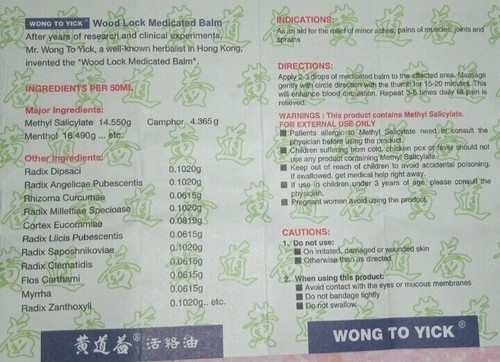 WONG TO YICK® Wood Lock Medicated Balm
After years of research and clinical experiments,
Mr. Wong To Yick, a well-known herbalist in Hong Kong,
invented the "Wood Lock Medicated Balm".
INGREDIENTS PER 50ML
Major Ingredients:
Methyl Salicylate 14.550g Camphor 4.365g
Menthol 16.490g ... etc.
Other Ingredients:
Radix Dipsaci 0.1020g
Radix Angelicae Pubescentis 0.1020g
Rhizoma Curcumae 0.0615g
Radix Millettiae Speciosae 0.1020g
Cortex Eucommiae 0.0819g
Radix Llicis Pubescentis 0.0615g
Radix Saposhnikoviae 0.1020g
Radix Clematidis 0.0615g
Flos Carthami 0.0615g
Myrrha 0.0615g
Radix Zanthoxyli 0.1020g.. etc.
黃道益® 活絡油
INDICATIONS:
As an aid for the relief of minor aches, pains of muscles, joints and
sprains
DIRECTIONS:
Apply 2-3 drops of medicated balm to the affected area. Massage
gently with circle direction with the thumb for 15-20 minutes. This
will enhance blood circulation. Repeat 3-5 times daily till pain is
relieved.
WARNINGS : This product contains Methyl Salicylate.
FOR EXTERNAL USE ONLY
■ Patients allergic to Methyl Salicylate need to consult the
physician before using the product.
■ Children suffering from cold, chicken pox or fever should not
use any product containing Methyl Salicylate.
■ Keep out of reach of children to avoid accidental poisoning.
If swallowed, get medical help right away.
■ If use in children under 3 years of age, please consult the
physician.
■ Pregnant women avoid using this product.
CAUTIONS:
1. Do not use:
■ On irritated, damaged or wounded skin
■ Otherwise than as directed
2. When using this product:
■ Avoid contact with the eyes or mucous membranes
■ Do not bandage tightly
■ Do not swallow
WONG TO YICK®